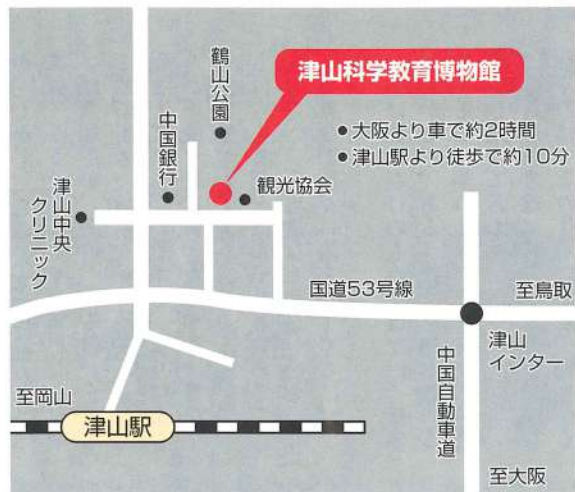 津山科学教育博物館
●大阪より車で約2時間
●津山駅より徒歩で約10分
鶴山公園
中国銀行
観光協会
津山中央
クリニック
国道53号線
至鳥取
津山
インター
中国自動車道
至岡山
津山駅
至大阪